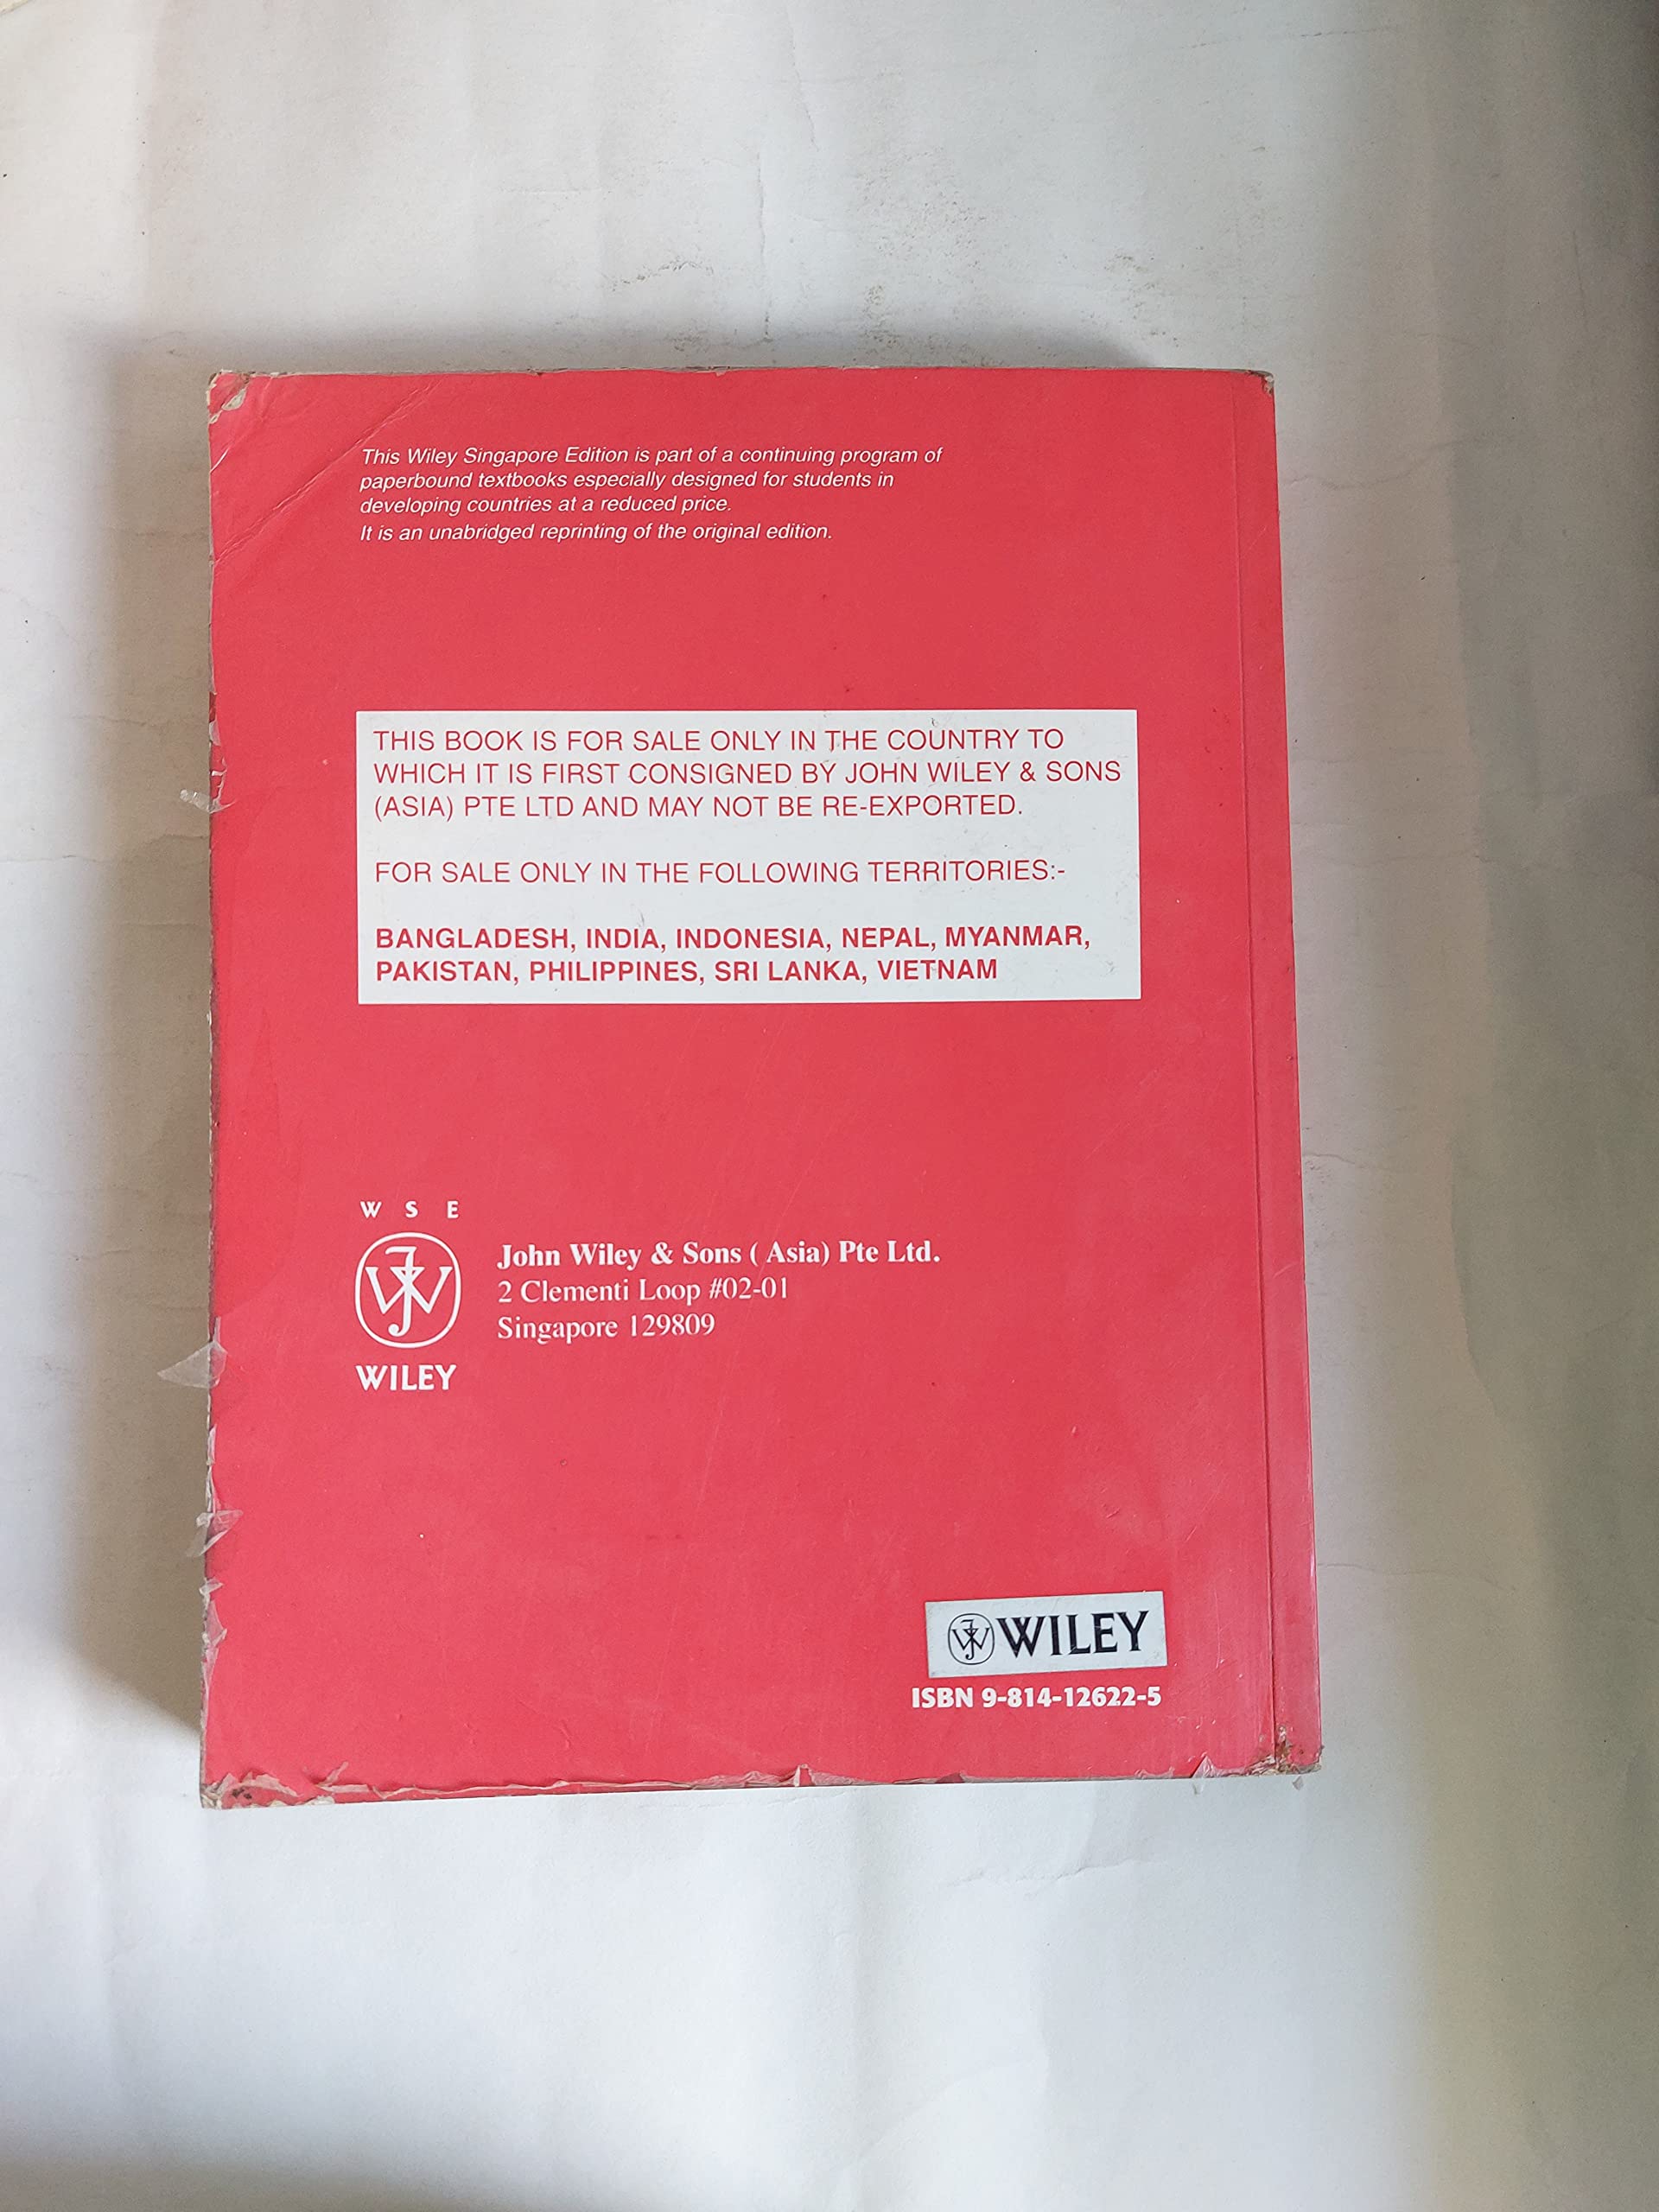 This Wiley Singapore Edition is part of a continuing program of
paperbound textbooks especially designed for students in
developing countries at a reduced price.
It is an unabridged reprinting of the original edition.
THIS BOOK IS FOR SALE ONLY IN THE COUNTRY TO
WHICH IT IS FIRST CONSIGNED BY JOHN WILEY & SONS
(ASIA) PTE LTD AND MAY NOT BE RE-EXPORTED.
FOR SALE ONLY IN THE FOLLOWING TERRITORIES:-
BANGLADESH, INDIA, INDONESIA, NEPAL, MYANMAR,
PAKISTAN, PHILIPPINES, SRI LANKA, VIETNAM
W S E
John Wiley & Sons ( Asia) Pte Ltd.
2 Clementi Loop #02-01
Singapore 129809
WILEY
WILEY
ISBN 9-814-12622-5